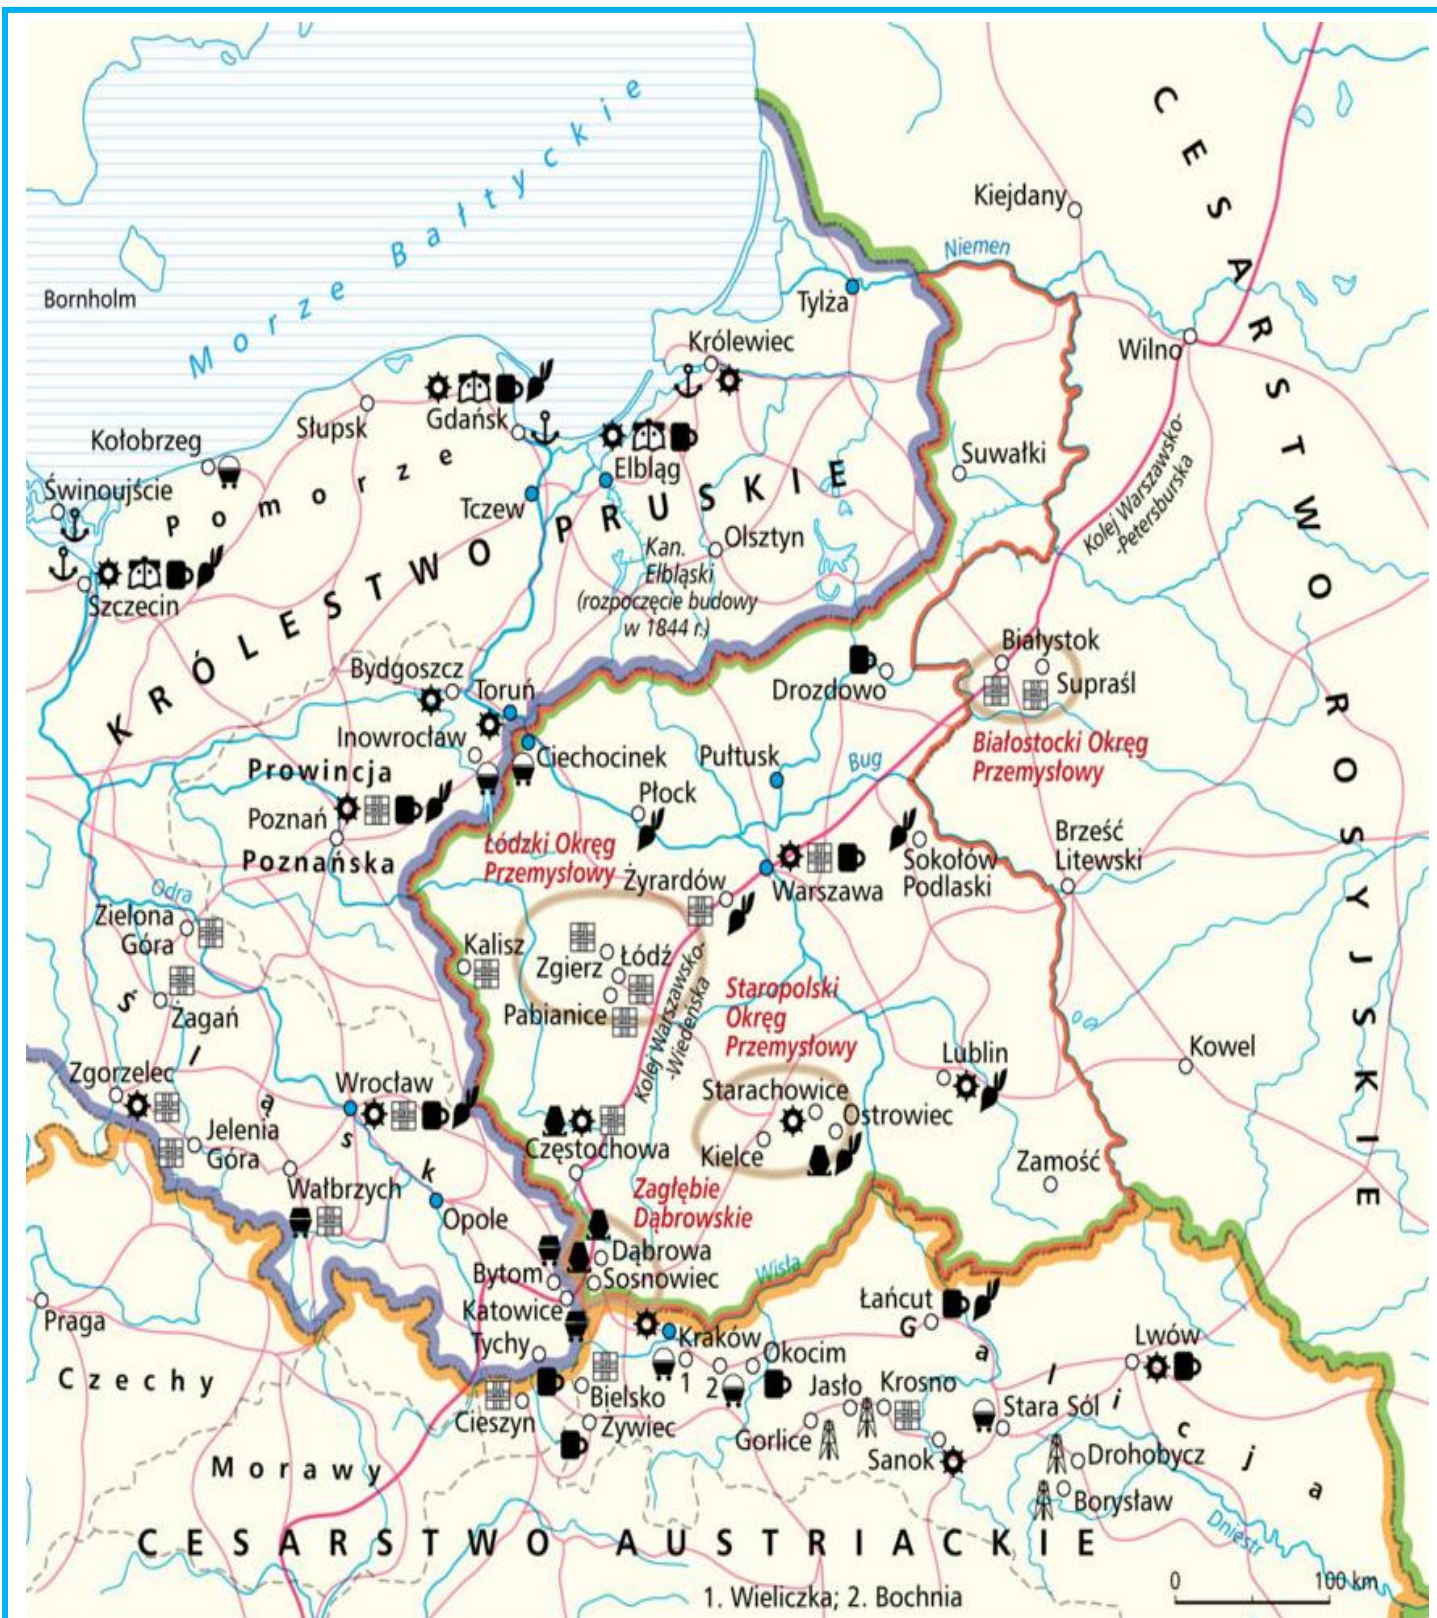 Morze Bałtyckie
CESARSTWO ROSYJSKIE
Kiejdany
Niemen
Bornholm
Tylża
Wilno
Królewiec
Gdańsk
Słupsk
Kołobrzeg
Elbląg
Suwałki
Świnoujście
Pomorze
Tczew
KRÓLESTWO PRUSKIE
Kolej Warszawsko-
-Petersburska
Olsztyn
Kan.
Elbląski
(rozpoczęcie budowy
w 1844 r.)
Szczecin
Białystok
Supraśl
Bydgoszcz
Toruń
Drozdowo
Inowrocław
Ciechocinek
Białostocki Okręg
Przemysłowy
Pułtusk
Bug
Prowincja
Płock
Poznań
Poznańska
Łódzki Okręg
Przemysłowy
Brześć
Litewski
Sokołów
Podlaski
Żyrardów
Warszawa
Odra
Zielona
Góra
Kalisz
Zgierz
Łódź
Kolej Warszawsko-
-Wiedeńska
Staropolski
Okręg
Przemysłowy
Żagań
Pabianice
Śląsk
Lublin
Kowel
Zgorzelec
Wrocław
Starachowice
Ostrowiec
Jelenia
Góra
Częstochowa
Kielce
Zamość
Wałbrzych
Opole
Zagłębie
Dąbrowskie
Dąbrowa
Bytom
Sosnowiec
Wisła
Praga
Katowice
Łańcut
Galicja
Tychy
Kraków
Okocim
Lwów
1
2
Czechy
Bielsko
Jasło
Krosno
Stara Sól
Cieszyn
Żywiec
Gorlice
Sanok
Drohobycz
Morawy
Borysław
Dniestr
CESARSTWO AUSTRIACKIE
0
100 km
1. Wieliczka; 2. Bochnia